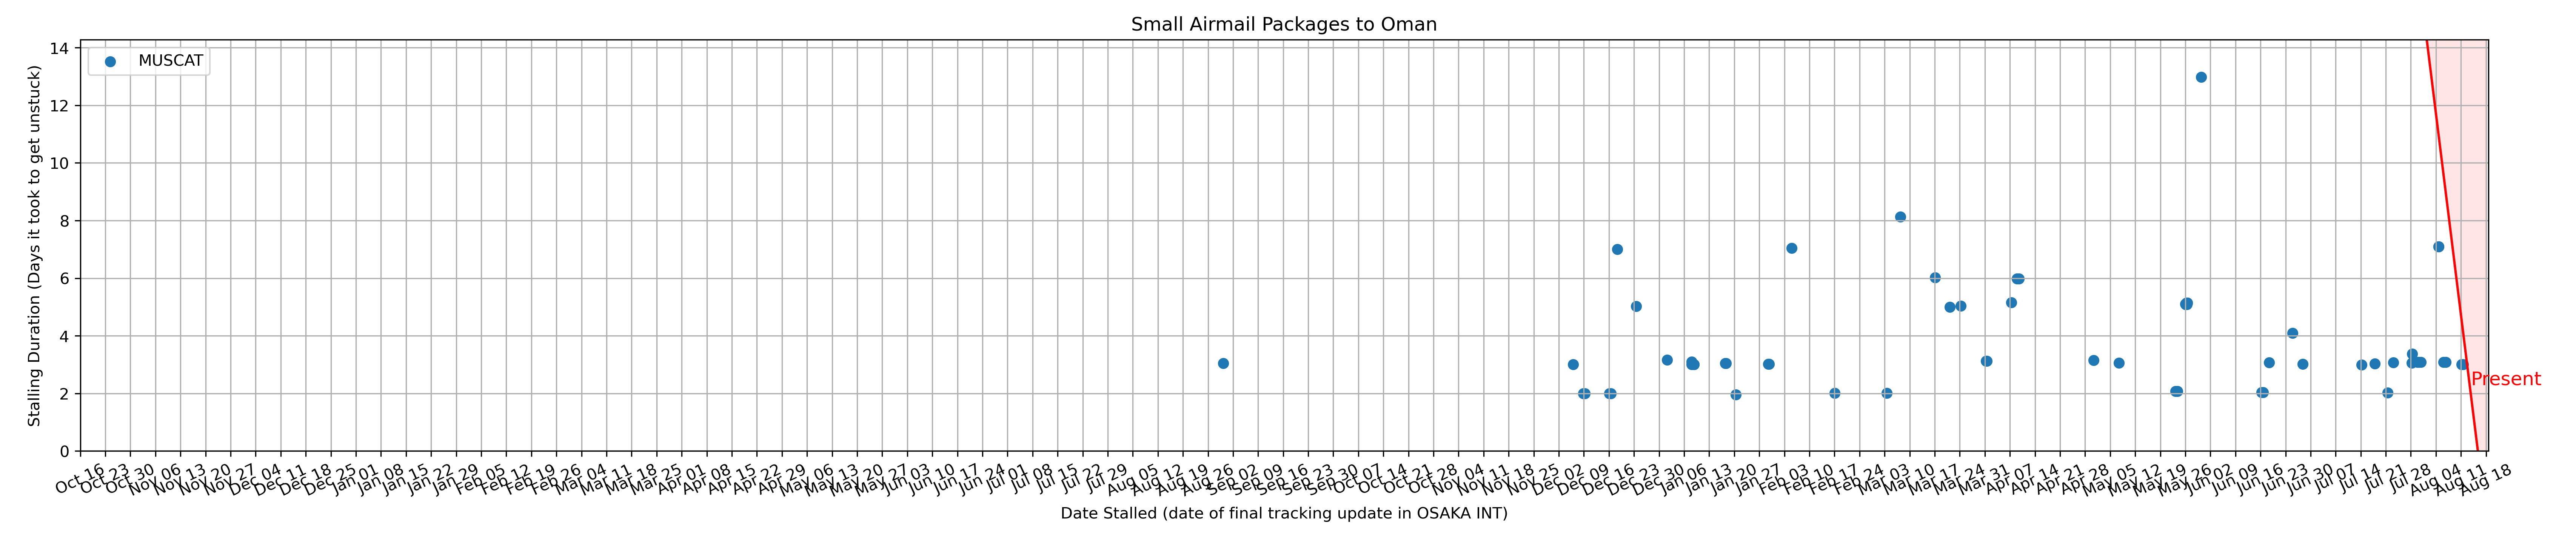 Small Airmail Packages to Oman
MUSCAT
Stalling Duration (Days it took to get unstuck)
14
12
10
8
6
4
2
0
Present
Oct 16 Oct 23 Oct 30 Nov 06 Nov 13 Nov 20 Nov 27 Dec 04 Dec 11 Dec 18 Dec 25 Jan 01 Jan 08 Jan 15 Jan 22 Jan 29 Feb 05 Feb 12 Feb 19 Feb 26 Mar 04 Mar 11 Mar 18 Mar 25 Apr 01 Apr 08 Apr 15 Apr 22 Apr 29 May 06 May 13 May 20 May 27 Jun 03 Jun 10 Jun 17 Jun 24 Jul 01 Jul 08 Jul 15 Jul 22 Jul 29 Aug 05 Aug 12 Aug 19 Aug 26 Sep 02 Sep 09 Sep 16 Sep 23 Sep 30 Oct 07 Oct 14 Oct 21 Oct 28 Nov 04 Nov 11 Nov 18 Nov 25 Dec 02 Dec 09 Dec 16 Dec 23 Dec 30 Jan 06 Jan 13 Jan 20 Jan 27 Feb 03 Feb 10 Feb 17 Feb 24 Mar 03 Mar 10 Mar 17 Mar 24 Mar 31 Apr 07 Apr 14 Apr 21 Apr 28 May 05 May 12 May 19 May 26 Jun 02 Jun 09 Jun 16 Jun 23 Jun 30 Jul 07 Jul 14 Jul 21 Jul 28 Aug 04 Aug 11 Aug 18
Date Stalled (date of final tracking update in OSAKA INT)